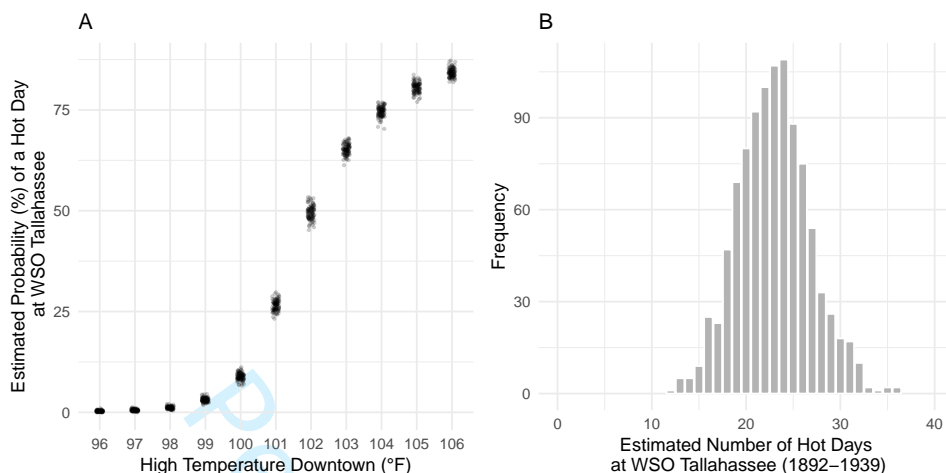 A
Estimated Probability (%) of a Hot Day
at WSO Tallahassee
75
50
25
0
96 97 98 99 100 101 102 103 104 105 106
High Temperature Downtown (°F)
B
Frequency
90
60
30
0
0 10 20 30 40
Estimated Number of Hot Days
at WSO Tallahassee (1892–1939)